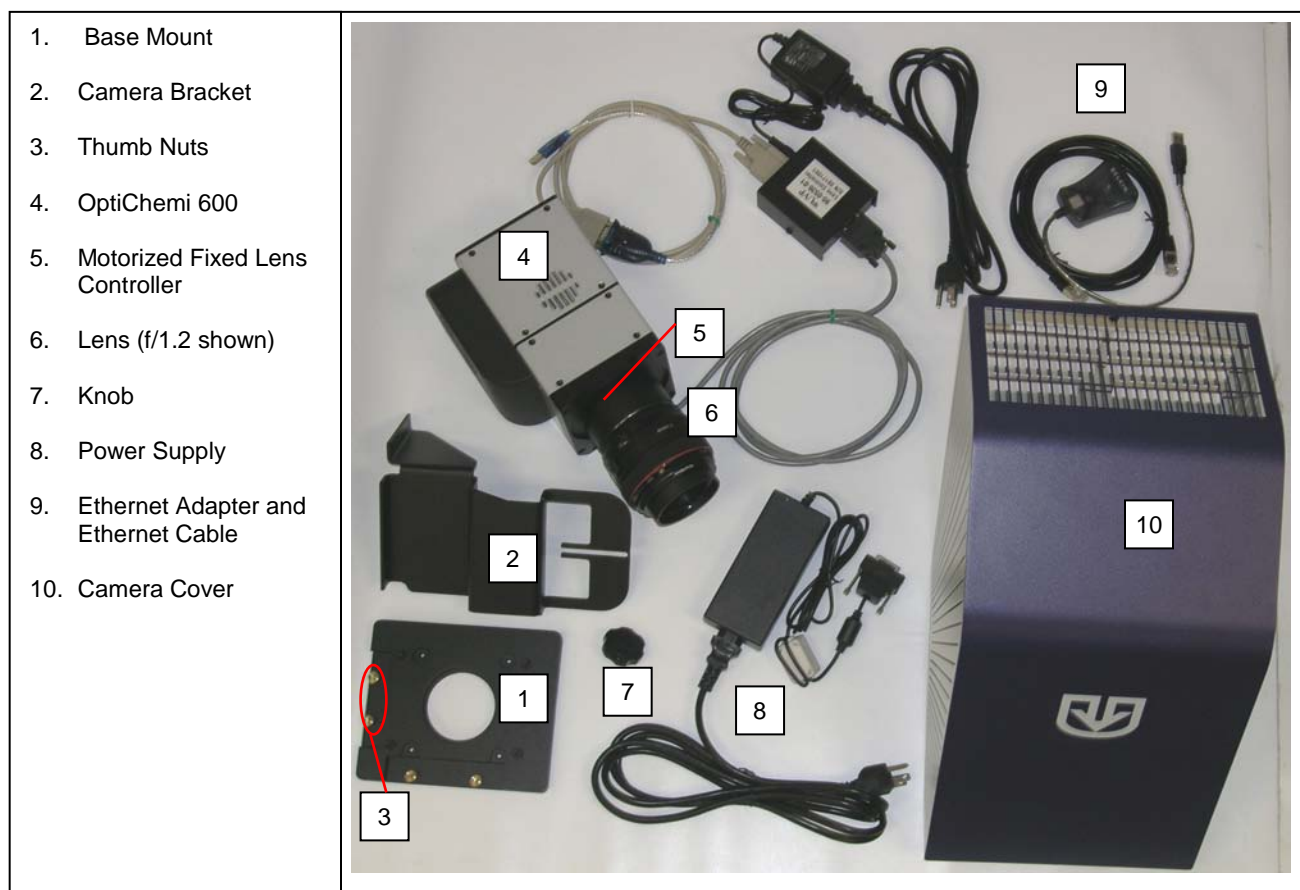 1. Base Mount
2. Camera Bracket
3. Thumb Nuts
4. OptiChemi 600
5. Motorized Fixed Lens
Controller
6. Lens (f/1.2 shown)
7. Knob
8. Power Supply
9. Ethernet Adapter and
Ethernet Cable
10. Camera Cover
9
4
5
6
10
2
1
7
8
3